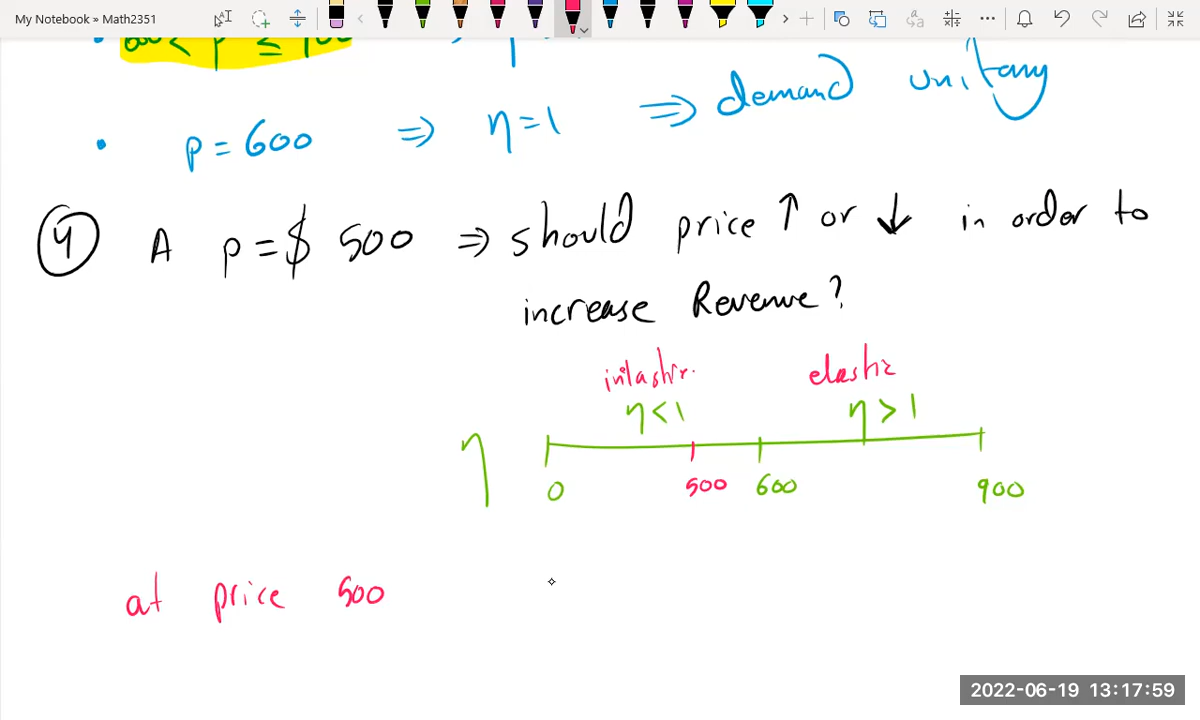 My Notebook » Math2351
< p ≤
• p = 600 ⇒ η = 1 ⇒ demand unitary
④ A p = $ 500 ⇒ should price ↑ or ↓ in order to
increase Revenue?
elastic
η < 1 η > 1
η
0 500 600 900
at price 500
2022-06-19 13:17:59